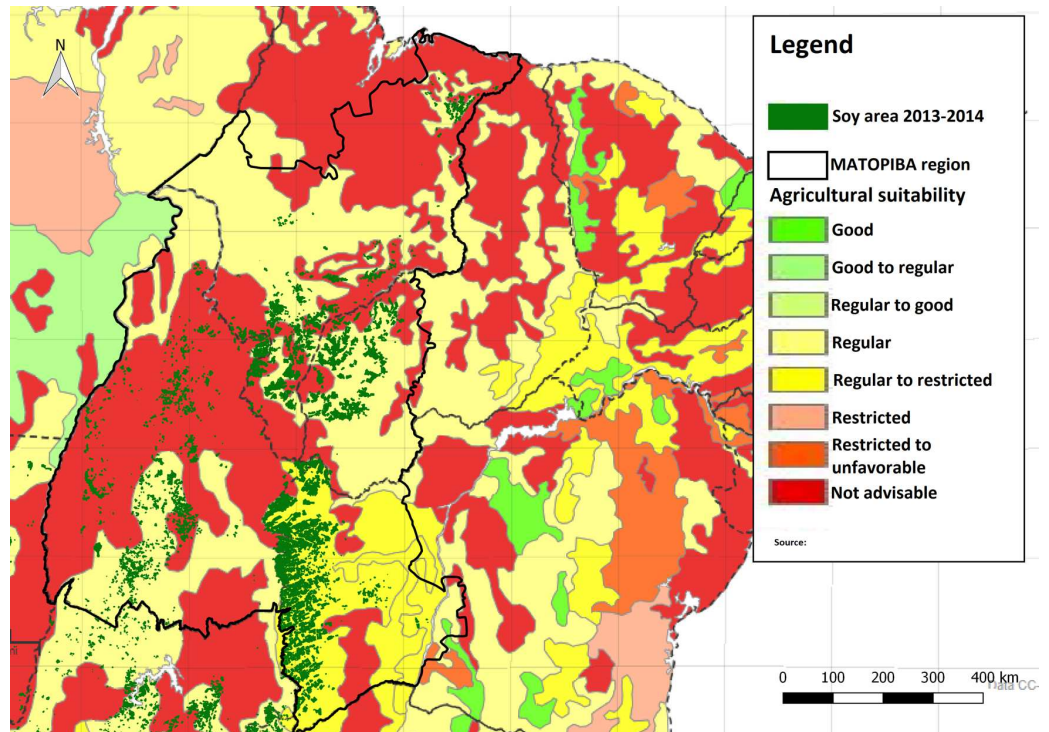 N
Legend
Soy area 2013-2014
MATOPIBA region
Agricultural suitability
Good
Good to regular
Regular to good
Regular
Regular to restricted
Restricted
Restricted to
unfavorable
Not advisable
Source:
0 100 200 300 400 km